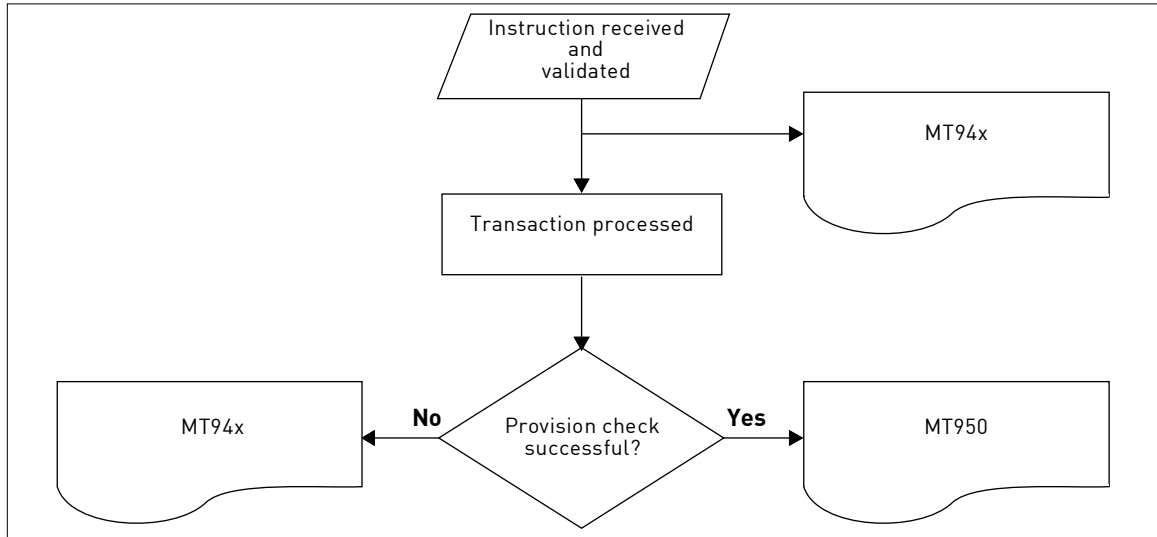 Instruction received
and
validated
MT94x
Transaction processed
No
Yes
MT94x
Provision check
successful?
MT950